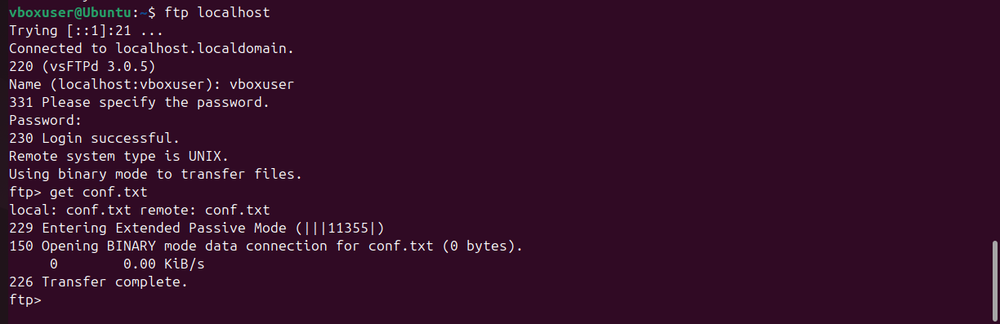 vboxuser@Ubuntu:~$ ftp localhost
Trying [::1]:21 ...
Connected to localhost.localdomain.
220 (vsFTPd 3.0.5)
Name (localhost:vboxuser): vboxuser
331 Please specify the password.
Password:
230 Login successful.
Remote system type is UNIX.
Using binary mode to transfer files.
ftp> get conf.txt
local: conf.txt remote: conf.txt
229 Entering Extended Passive Mode (|||11355|)
150 Opening BINARY mode data connection for conf.txt (0 bytes).
     0        0.00 KiB/s
226 Transfer complete.
ftp>